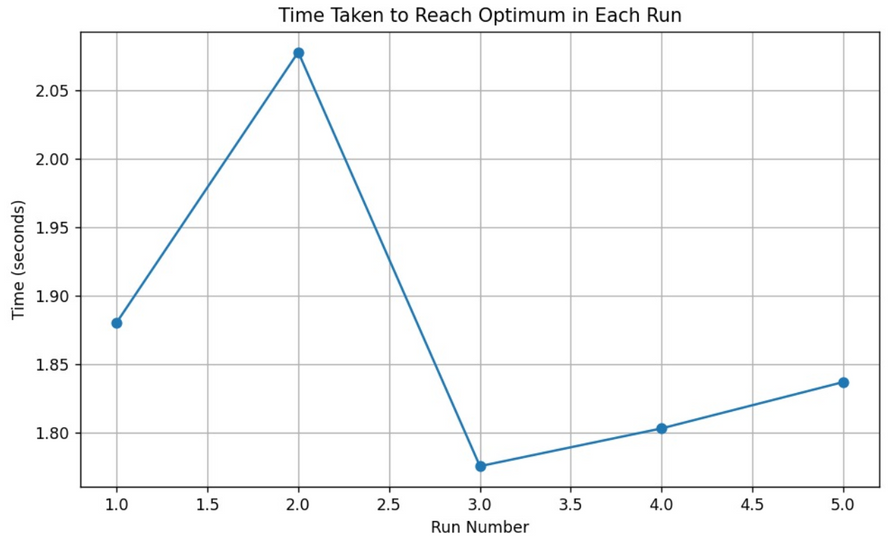 Time Taken to Reach Optimum in Each Run
Time (seconds)
2.05
2.00
1.95
1.90
1.85
1.80
1.0 1.5 2.0 2.5 3.0 3.5 4.0 4.5 5.0
Run Number